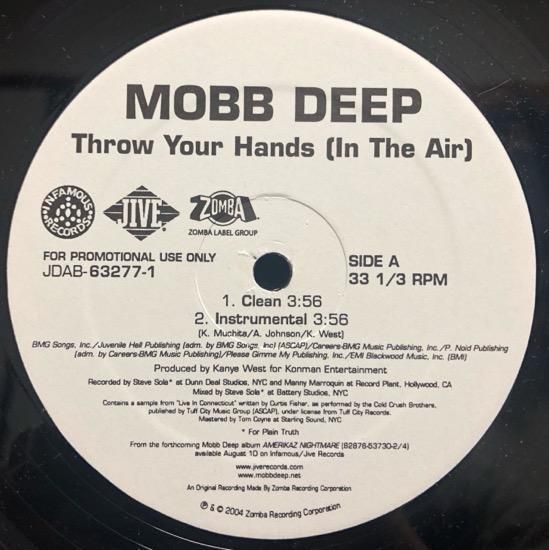 MOBB DEEP
Throw Your Hands (In The Air)
INFAMOUS RECORDS
JIVE
ZOMBA
ZOMBA LABEL GROUP
FOR PROMOTIONAL USE ONLY
JDAB-63277-1
SIDE A
33 1/3 RPM
1. Clean 3:56
2. Instrumental 3:56
(K. Muchita/A. Johnson/K. West)
BMG Songs, Inc./Juvenile Hell Publishing (adm. by BMG Songs, Inc) (ASCAP)/Careers-BMG Music Publishing, Inc./P. Noid Publishing
(adm. by Careers-BMG Music Publishing)/Please Gimme My Publishing, Inc./EMI Blackwood Music, Inc. (BMI)
Produced by Kanye West for Konman Entertainment
Recorded by Steve Sola* at Dunn Deal Studios, NYC and Manny Marroquin at Record Plant, Hollywood, CA
Mixed by Steve Sola* at Battery Studios, NYC
Contains a sample from "Live In Connecticut" written by Curtis Fisher, as performed by the Cold Crush Brothers,
published by Tuff City Music Group (ASCAP), under license from Tuff City Records.
Mastered by Tom Coyne at Sterling Sound, NYC
* For Plain Truth
From the forthcoming Mobb Deep album AMERIKAZ NIGHTMARE (82876-53730-2/4)
available August 10 on Infamous/Jive Records
www.jiverecords.com
www.mobbdeep.net
An Original Recording Made By Zomba Recording Corporation
℗ & © 2004 Zomba Recording Corporation